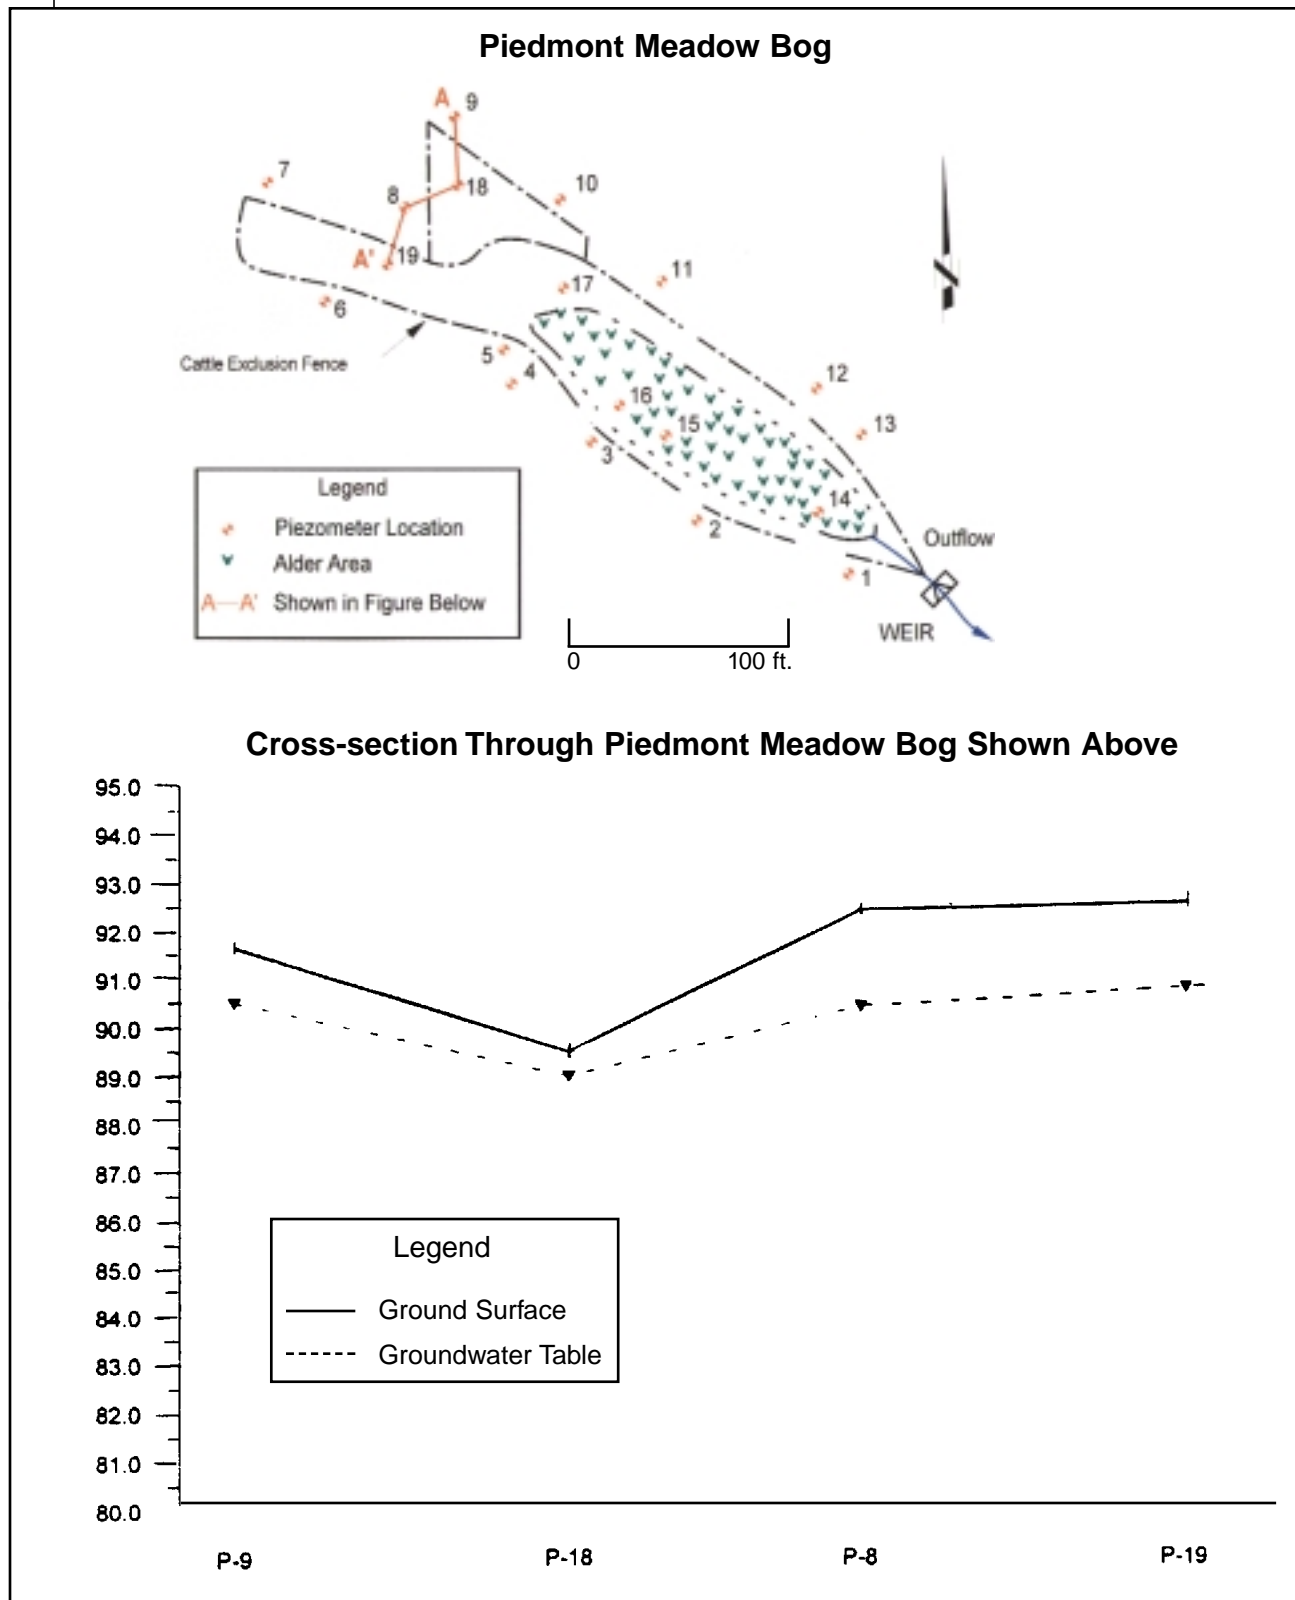 Piedmont Meadow Bog
A 9
7
8
18
10
A' 19
17
11
6
Cattle Exclusion Fence
5
4
12
16
15
13
3
14
2
1
Outflow
WEIR
Legend
Piezometer Location
Alder Area
A—A' Shown in Figure Below
0 100 ft.
Cross-section Through Piedmont Meadow Bog Shown Above
95.0
94.0
93.0
92.0
91.0
90.0
89.0
88.0
87.0
86.0
85.0
84.0
83.0
82.0
81.0
80.0
Legend
Ground Surface
Groundwater Table
P-9 P-18 P-8 P-19